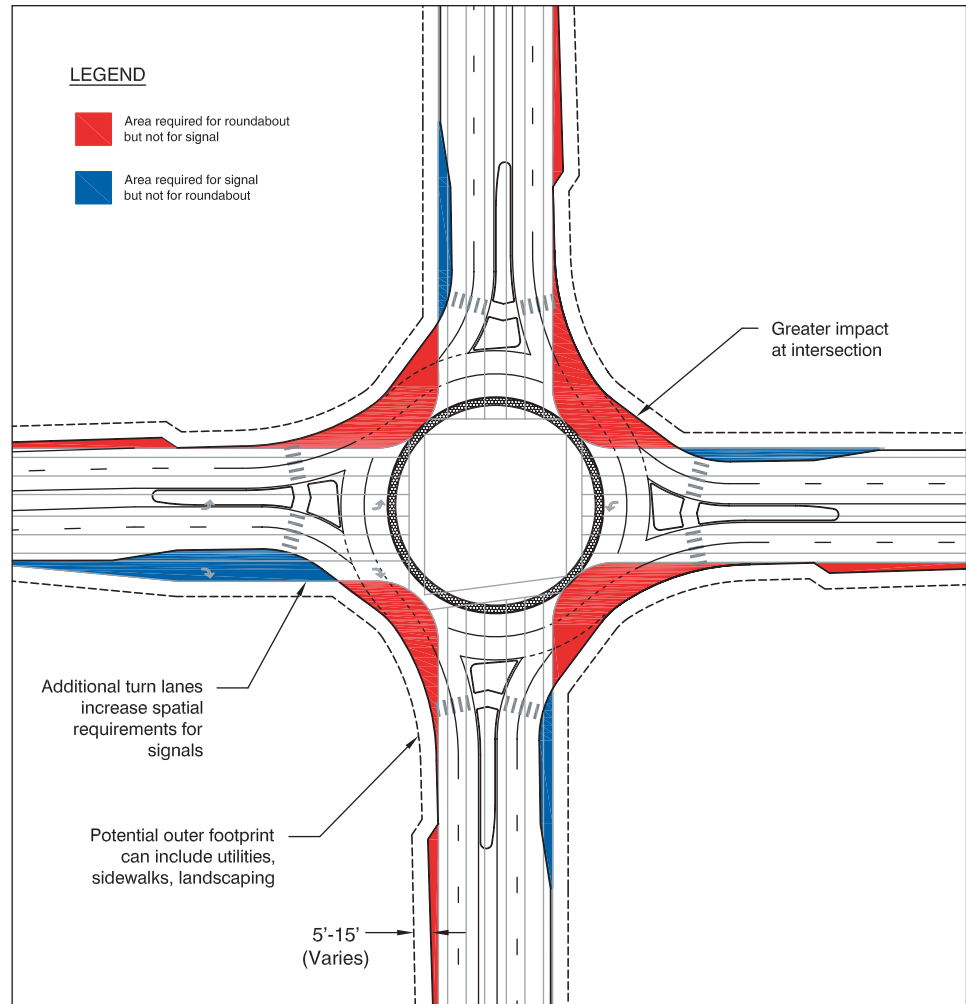 LEGEND
Area required for roundabout
but not for signal
Area required for signal
but not for roundabout
Greater impact
at intersection
Additional turn lanes
increase spatial
requirements for
signals
Potential outer footprint
can include utilities,
sidewalks, landscaping
5’-15’
(Varies)